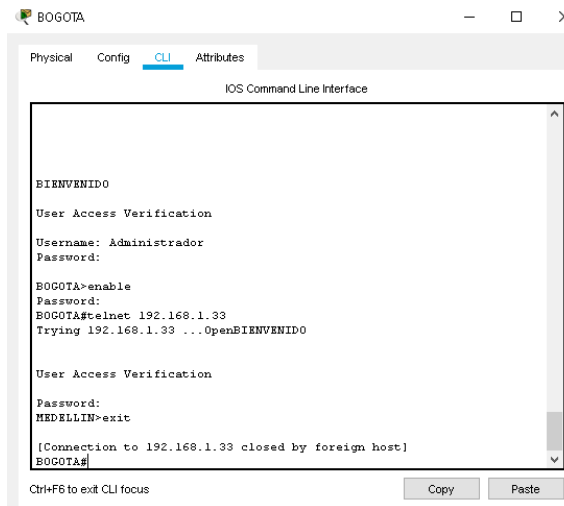 BOGOTA
Physical Config CLI Attributes
IOS Command Line Interface
BIENVENIDO
User Access Verification
Username: Administrador
Password:
BOGOTA>enable
Password:
BOGOTA#telnet 192.168.1.33
Trying 192.168.1.33 ...OpenBIENVENIDO
User Access Verification
Password:
MEDELLIN>exit
[Connection to 192.168.1.33 closed by foreign host]
BOGOTA#
Ctrl+F6 to exit CLI focus
Copy Paste